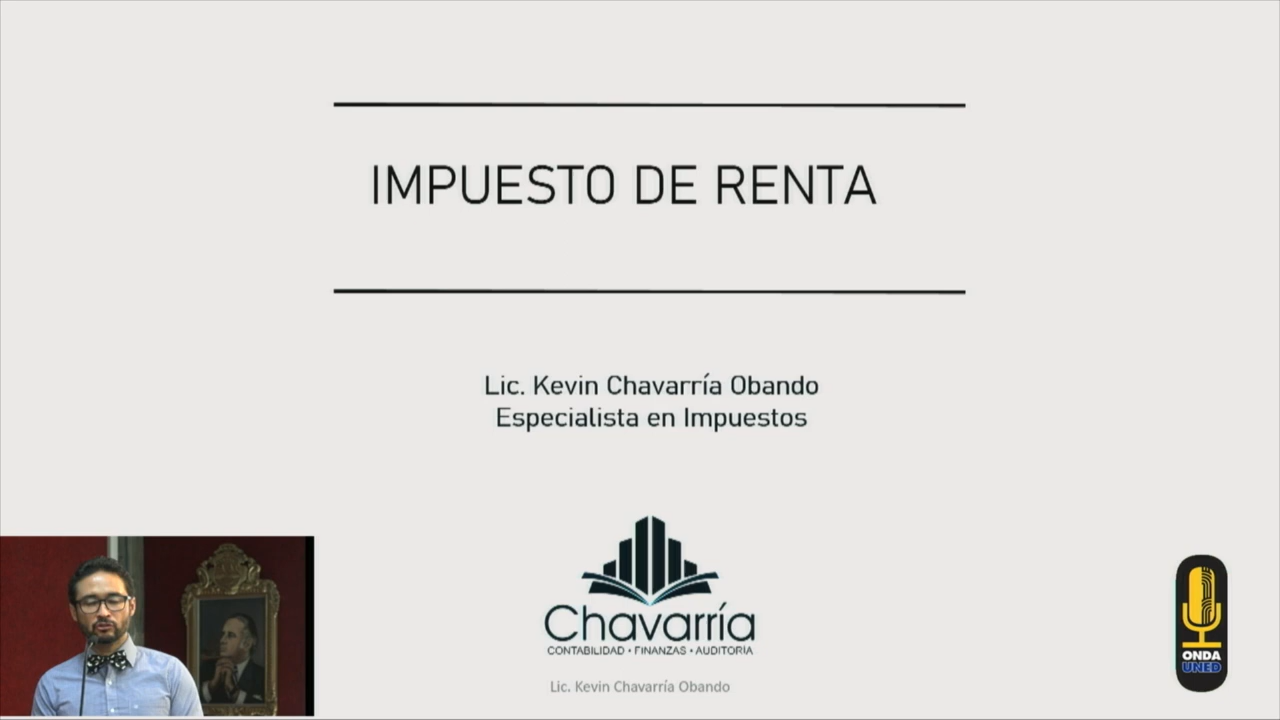 IMPUESTO DE RENTA
Lic. Kevin Chavarría Obando
Especialista en Impuestos
Chavarría
CONTABILIDAD • FINANZAS • AUDITORÍA
Lic. Kevin Chavarría Obando
ONDA
UNED